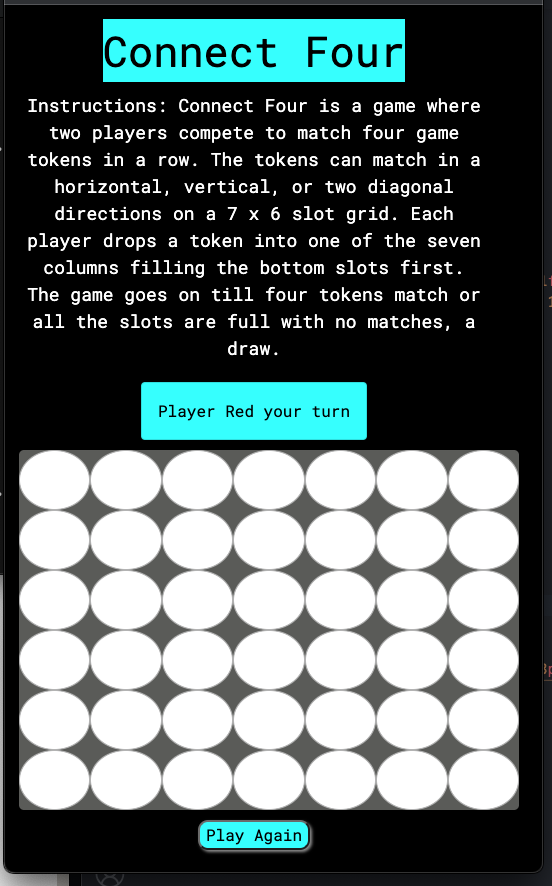 Connect Four
Instructions: Connect Four is a game where
two players compete to match four game
tokens in a row. The tokens can match in a
horizontal, vertical, or two diagonal
directions on a 7 x 6 slot grid. Each
player drops a token into one of the seven
columns filling the bottom slots first.
The game goes on till four tokens match or
all the slots are full with no matches, a
draw.
Player Red your turn
Play Again